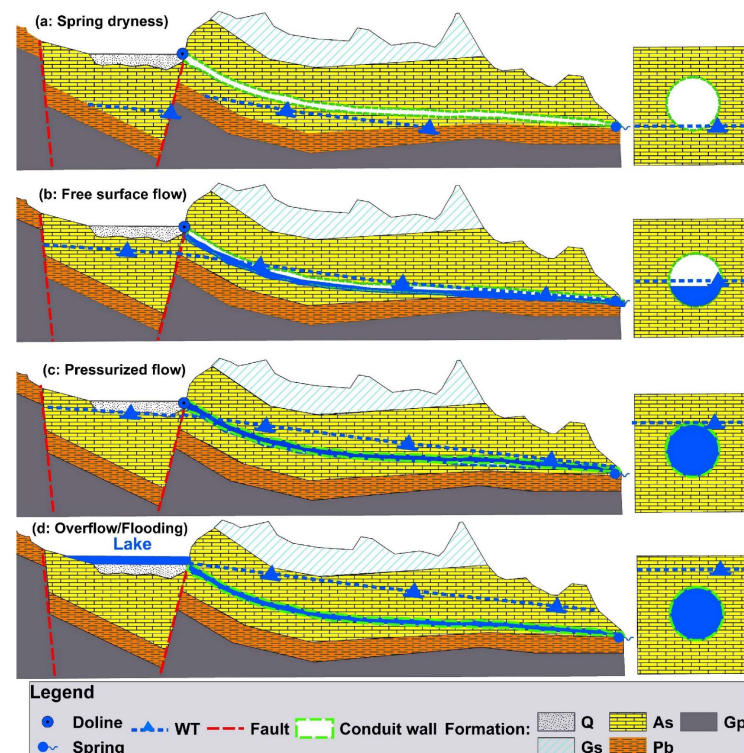 (a: Spring dryness)
(b: Free surface flow)
(c: Pressurized flow)
(d: Overflow/Flooding)
Lake
Legend
Doline WT Fault Conduit wall Formation: Q As Gp
Spring Gs Pb